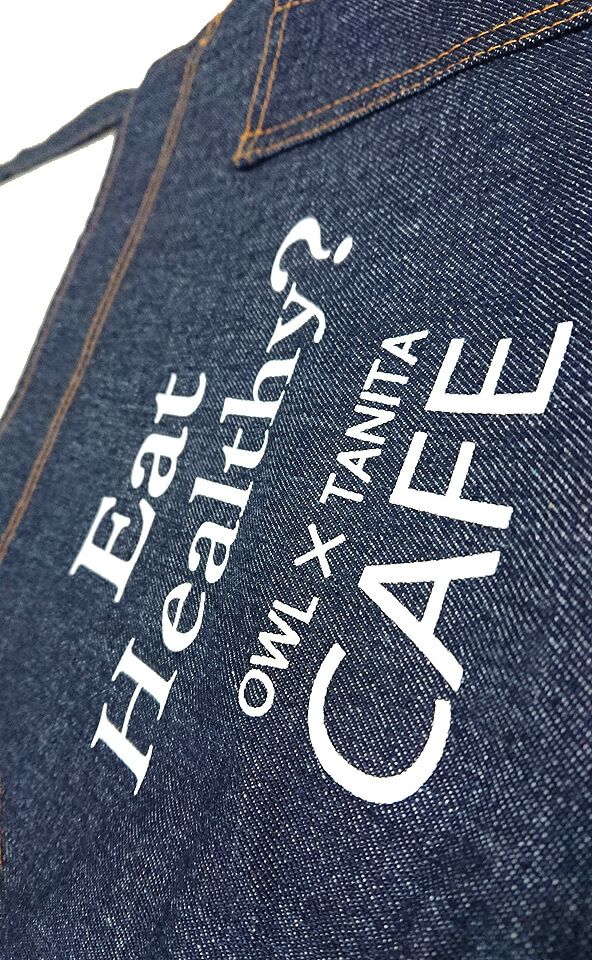 Eat
Healthy?
OWL X TANITA
CAFE